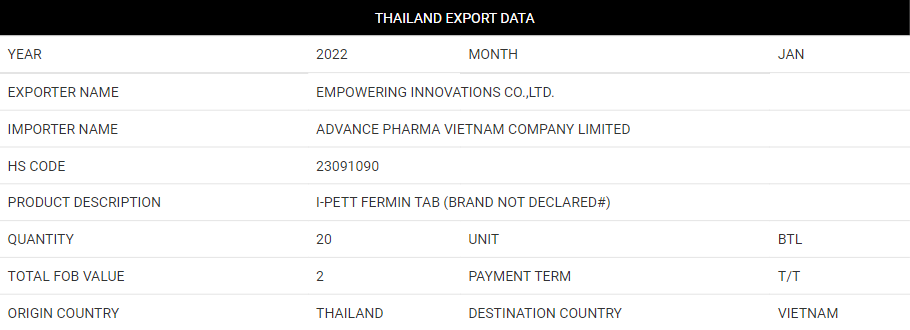 THAILAND EXPORT DATA
YEAR 2022 MONTH JAN
EXPORTER NAME EMPOWERING INNOVATIONS CO.,LTD.
IMPORTER NAME ADVANCE PHARMA VIETNAM COMPANY LIMITED
HS CODE 23091090
PRODUCT DESCRIPTION I-PETT FERMIN TAB (BRAND NOT DECLARED#)
QUANTITY 20 UNIT BTL
TOTAL FOB VALUE 2 PAYMENT TERM T/T
ORIGIN COUNTRY THAILAND DESTINATION COUNTRY VIETNAM